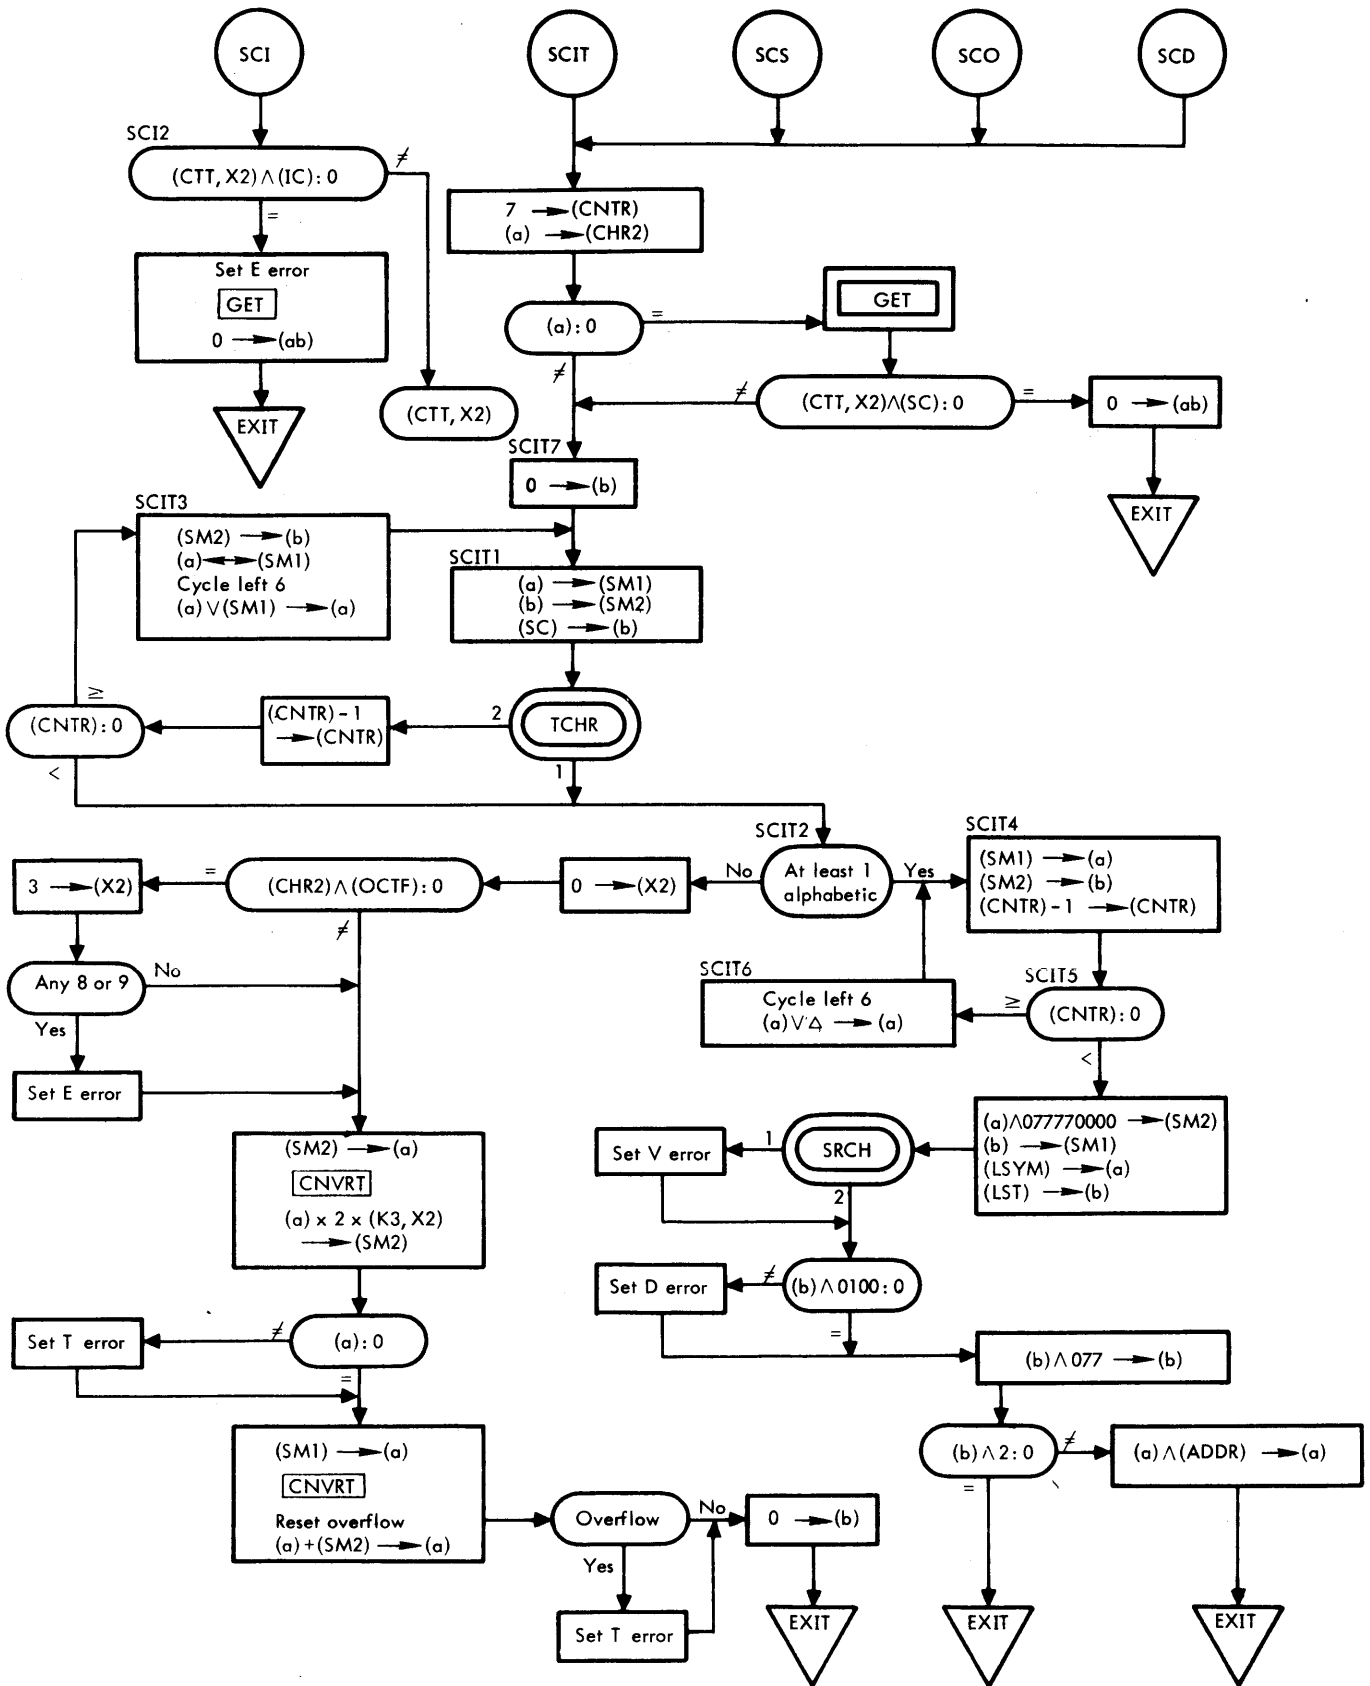 SCI
SCIT
SCS
SCO
SCD
SCI2
(CTT, X2)∧(IC): 0
≠
=
7 → (CNTR)
(a) → (CHR2)
Set E error
GET
0 → (ab)
EXIT
(CTT, X2)
(a): 0
=
≠
GET
(CTT, X2)∧(SC): 0
≠
=
0 → (ab)
EXIT
SCIT7
0 → (b)
SCIT3
(SM2) → (b)
(a)↔(SM1)
Cycle left 6
(a)∨(SM1) → (a)
SCIT1
(a) → (SM1)
(b) → (SM2)
(SC) → (b)
TCHR
2
1
(CNTR) - 1
→ (CNTR)
(CNTR): 0
≥
<
SCIT2
At least 1
alphabetic
No
Yes
SCIT4
(SM1) → (a)
(SM2) → (b)
(CNTR) - 1 → (CNTR)
0 → (X2)
(CHR2)∧(OCTF): 0
=
≠
3 → (X2)
Any 8 or 9
No
Yes
Set E error
SCIT6
Cycle left 6
(a)∨△ → (a)
SCIT5
(CNTR): 0
≥
<
(a)∧077770000 → (SM2)
(b) → (SM1)
(LSYM) → (a)
(LST) → (b)
SRCH
1
2
Set V error
(b)∧0100: 0
≠
=
Set D error
(b)∧077 → (b)
(b)∧2: 0
≠
=
(a)∧(ADDR) → (a)
(SM2) → (a)
CNVRT
(a) x 2 x (K3, X2)
→ (SM2)
(a): 0
≠
=
Set T error
(SM1) → (a)
CNVRT
Reset overflow
(a)+(SM2) → (a)
Overflow
No
Yes
Set T error
0 → (b)
EXIT
EXIT
EXIT